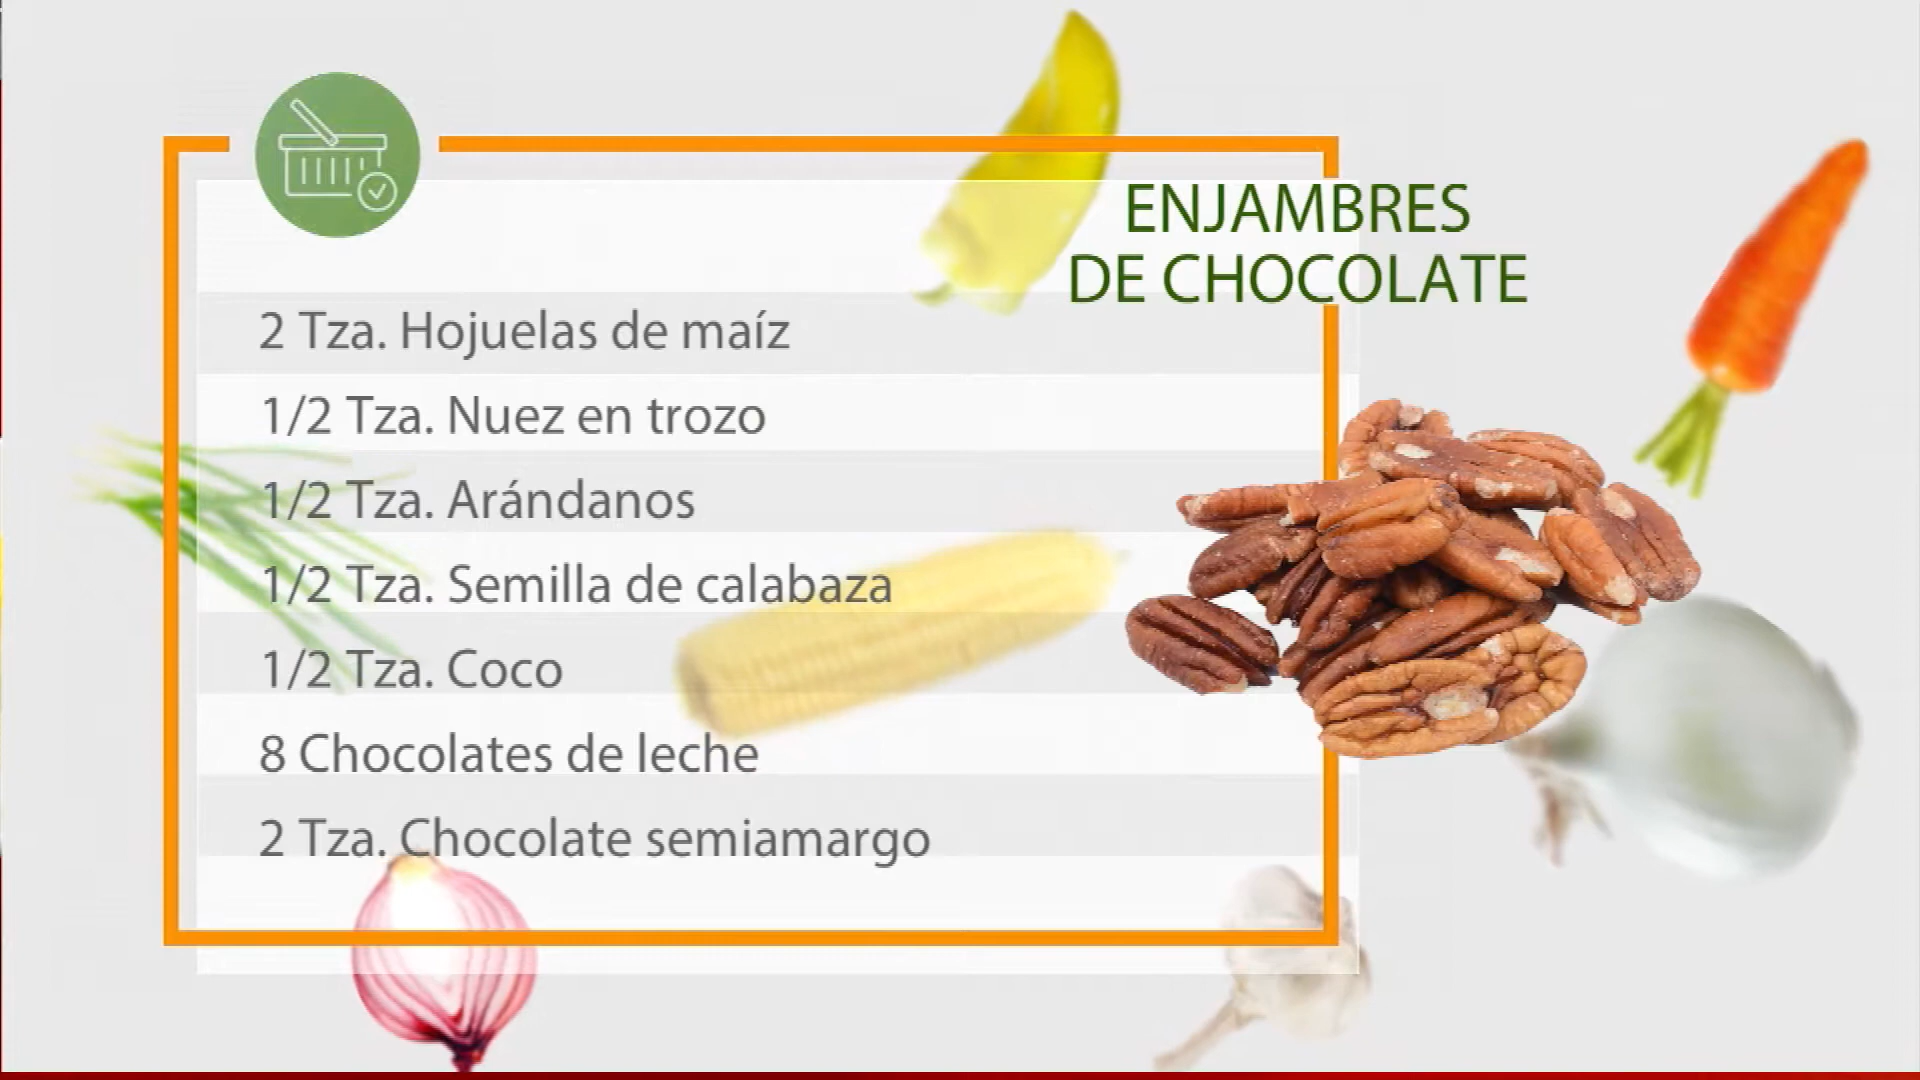 ENJAMBRES
DE CHOCOLATE
2 Tza. Hojuelas de maíz
1/2 Tza. Nuez en trozo
1/2 Tza. Arándanos
1/2 Tza. Semilla de calabaza
1/2 Tza. Coco
8 Chocolates de leche
2 Tza. Chocolate semiamargo